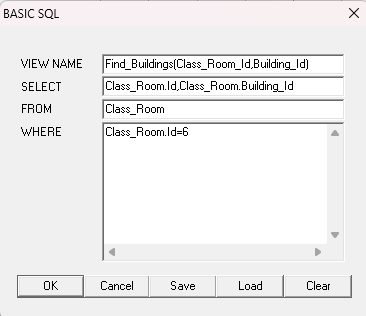 BASIC SQL
VIEW NAME Find_Buildings(Class_Room_Id,Building_Id)
SELECT Class_Room.Id,Class_Room.Building_Id
FROM Class_Room
WHERE Class_Room.Id=6
OK Cancel Save Load Clear